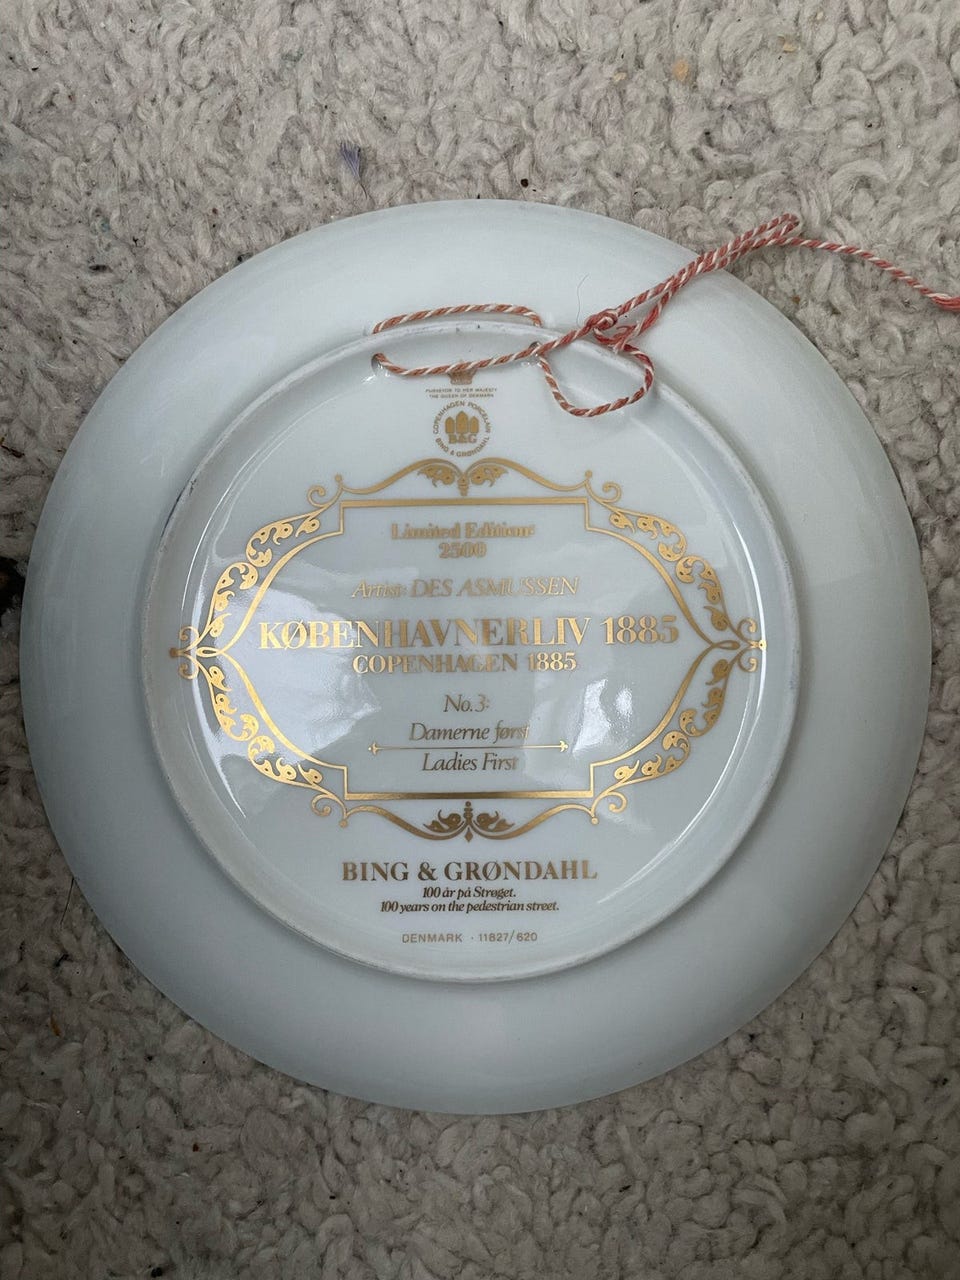 PURVEYOR TO HER MAJESTY
THE QUEEN OF DENMARK
COPENHAGEN PORCELAIN
B&G
BING & GRØNDAHL
Limited Edition:
2500
Artist: DES ASMUSSEN
KØBENHAVNERLIV 1885
COPENHAGEN 1885
No.3:
Damerne først
Ladies First
BING & GRØNDAHL
100 år på Strøget.
100 years on the pedestrian street.
DENMARK · 11827/620